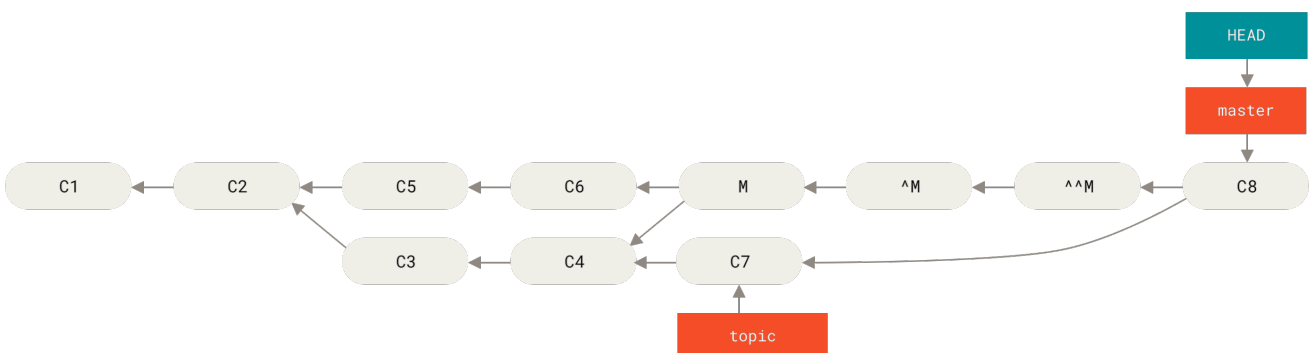 HEAD
master
C1 C2 C5 C6 M ^M ^^M C8
C3 C4 C7
topic